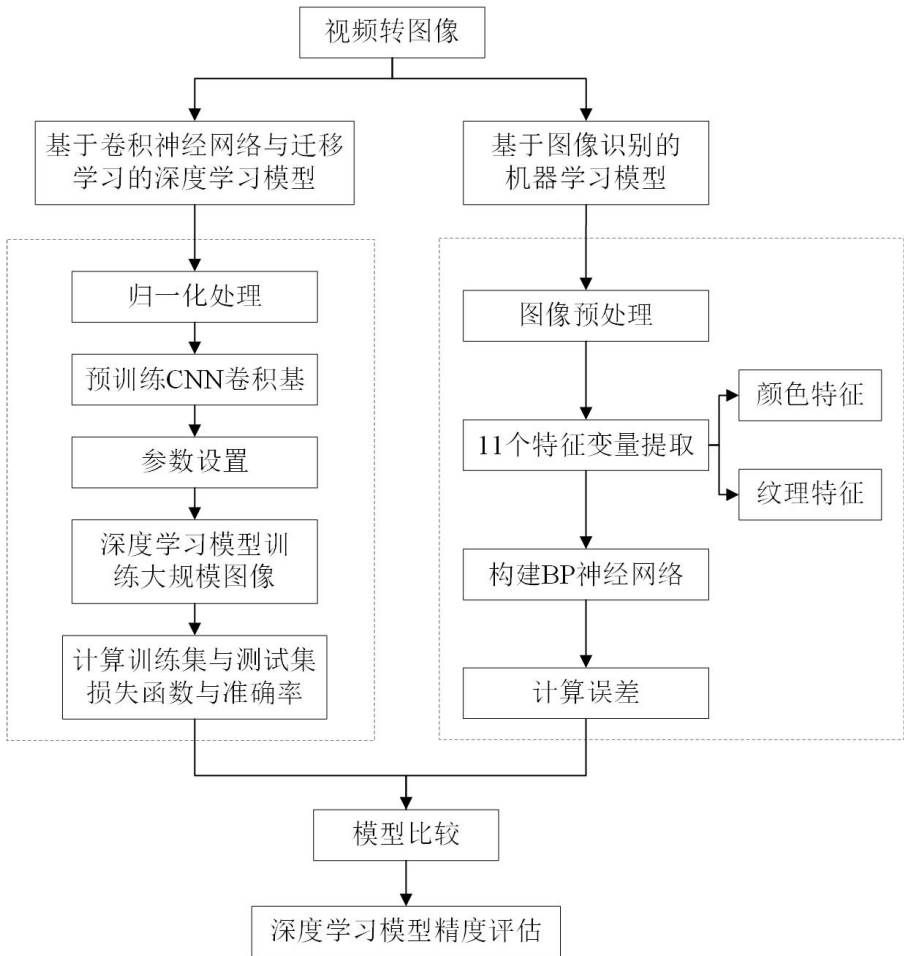 视频转图像
基于卷积神经网络与迁移
学习的深度学习模型
基于图像识别的
机器学习模型
归一化处理
预训练CNN卷积基
参数设置
深度学习模型训
练大规模图像
计算训练集与测试集
损失函数与准确率
图像预处理
11个特征变量提取
颜色特征
纹理特征
构建BP神经网络
计算误差
模型比较
深度学习模型精度评估